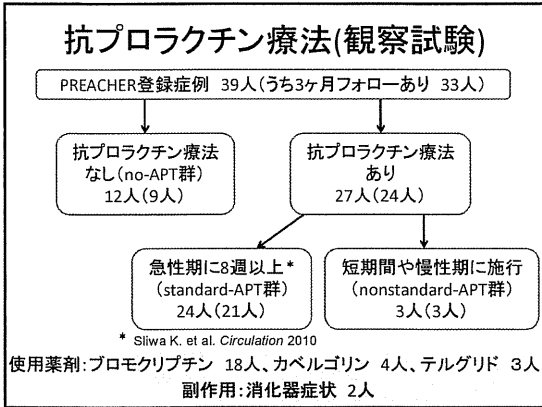 抗プロラクチン療法(観察試験)
PREACHER登録症例 39人(うち3ヶ月フォローあり 33人)
抗プロラクチン療法
なし(no-APT群)
12人(9人)
抗プロラクチン療法
あり
27人(24人)
急性期に8週以上*
(standard-APT群)
24人(21人)
短期間や慢性期に施行
(nonstandard-APT群)
3人(3人)
* Sliwa K. et al. Circulation 2010
使用薬剤:ブロモクリプチン 18人、カベルゴリン 4人、テルグリド 3人
副作用:消化器症状 2人